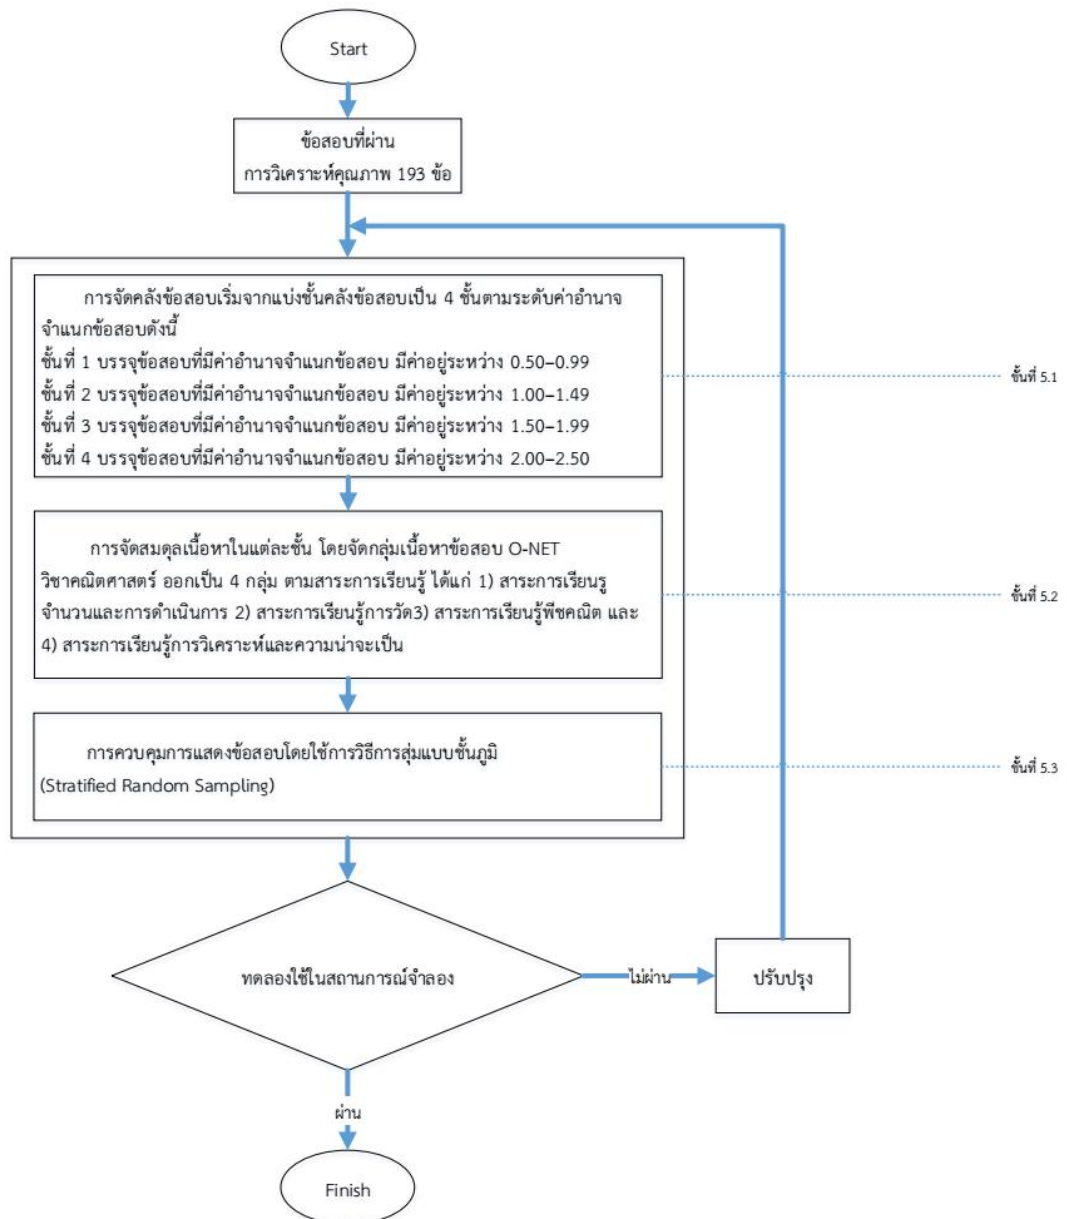 Start
ข้อสอบที่ผ่าน
การวิเคราะห์คุณภาพ 193 ข้อ
การจัดคลังข้อสอบเริ่มจากแบ่งชั้นคลังข้อสอบเป็น 4 ชั้นตามระดับค่าอำนาจ
จำแนกข้อสอบดังนี้
ชั้นที่ 1 บรรจุข้อสอบที่มีค่าอำนาจจำแนกข้อสอบ มีค่าอยู่ระหว่าง 0.50–0.99
ชั้นที่ 2 บรรจุข้อสอบที่มีค่าอำนาจจำแนกข้อสอบ มีค่าอยู่ระหว่าง 1.00–1.49
ชั้นที่ 3 บรรจุข้อสอบที่มีค่าอำนาจจำแนกข้อสอบ มีค่าอยู่ระหว่าง 1.50–1.99
ชั้นที่ 4 บรรจุข้อสอบที่มีค่าอำนาจจำแนกข้อสอบ มีค่าอยู่ระหว่าง 2.00–2.50
ขั้นที่ 5.1
การจัดสมดุลเนื้อหาในแต่ละชั้น โดยจัดกลุ่มเนื้อหาข้อสอบ O-NET
วิชาคณิตศาสตร์ ออกเป็น 4 กลุ่ม ตามสาระการเรียนรู้ ได้แก่ 1) สาระการเรียนรู
จำนวนและการดำเนินการ 2) สาระการเรียนรู้การวัด3) สาระการเรียนรู้พีชคณิต และ
4) สาระการเรียนรู้การวิเคราะห์และความน่าจะเป็น
ขั้นที่ 5.2
การควบคุมการแสดงข้อสอบโดยใช้การวิธีการสุ่มแบบชั้นภูมิ
(Stratified Random Sampling)
ขั้นที่ 5.3
ทดลองใช้ในสถานการณ์จำลอง
ไม่ผ่าน
ปรับปรุง
ผ่าน
Finish